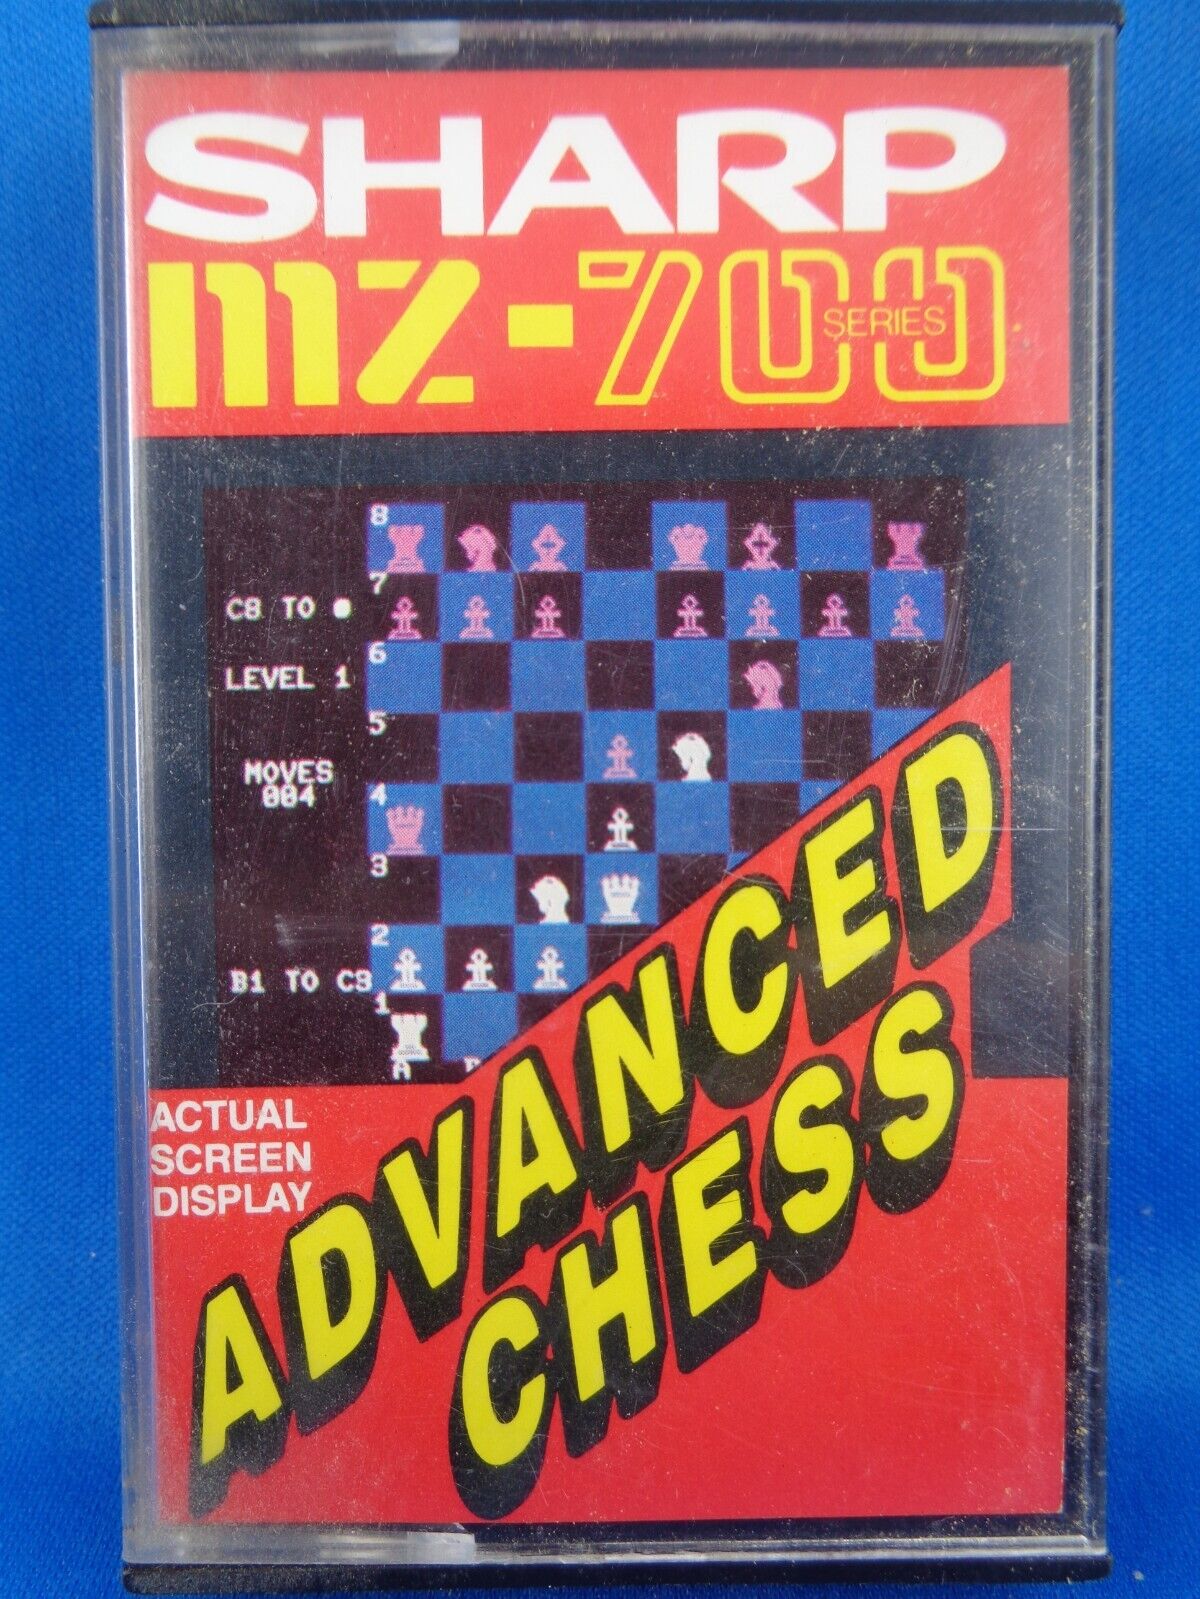 SHARP
MZ-700
SERIES
8
7
C8 TO
6
LEVEL 1
5
MOVES
004
4
3
2
B1 TO C3
1
A
ACTUAL
SCREEN
DISPLAY
ADVANCED
CHESS